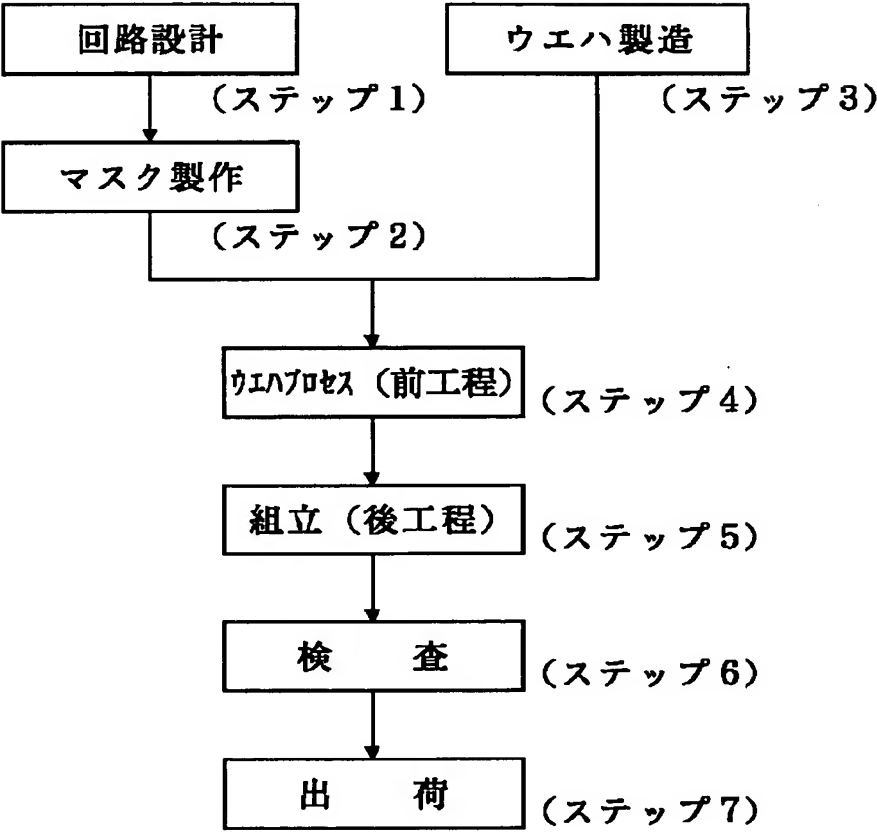 回路設計
(ステップ1)
ウエハ製造
(ステップ3)
マスク製作
(ステップ2)
ウエハプロセス(前工程)
(ステップ4)
組立(後工程)
(ステップ5)
検 査
(ステップ6)
出 荷
(ステップ7)